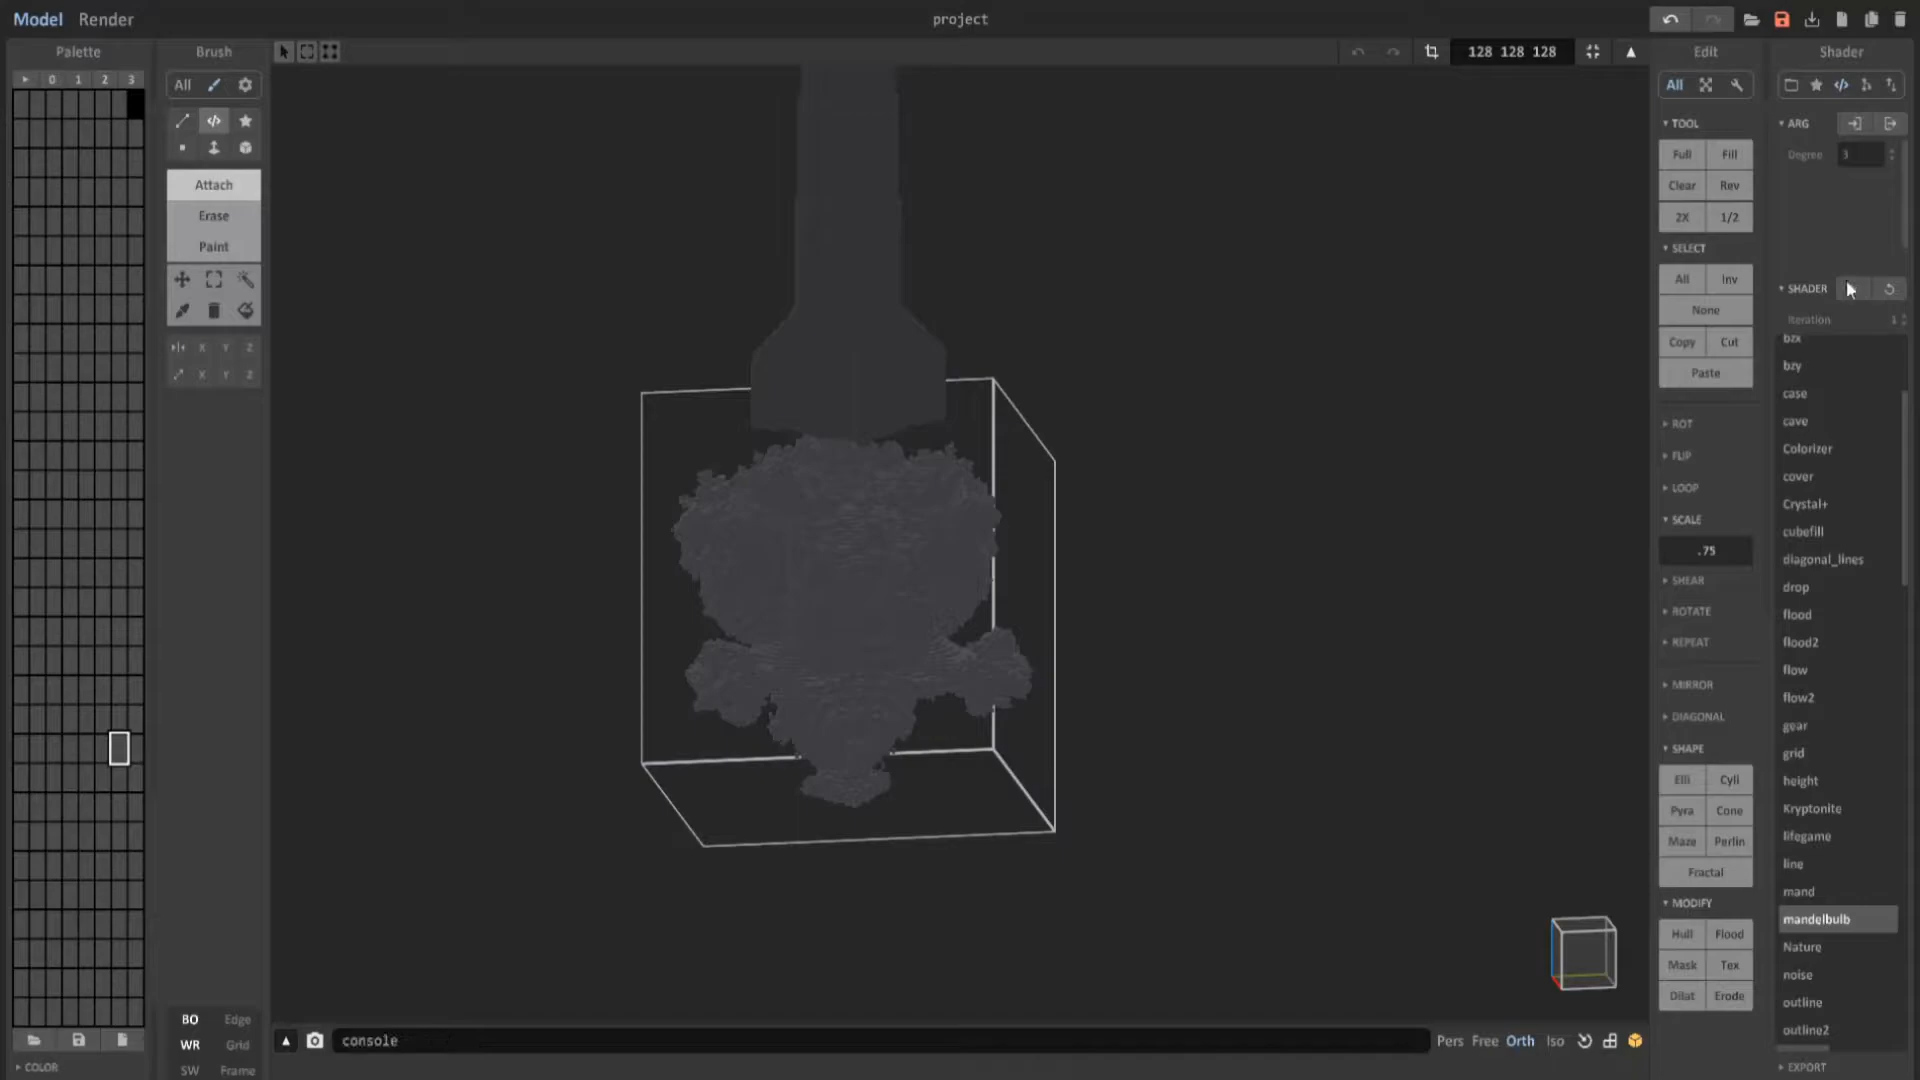 Model Render
project
Palette
Brush
128 128 128
Edit
Shader
0 1 2 3
All
All
ARG
Degree 3
TOOL
Full Fill
Clear Rev
2X 1/2
SELECT
All Inv
None
Copy Cut
Paste
ROT
FLIP
LOOP
SCALE
.75
SHEAR
ROTATE
REPEAT
MIRROR
DIAGONAL
SHAPE
Elli Cyli
Pyra Cone
Maze Perlin
Fractal
MODIFY
Hull Flood
Mask Tex
Dilat Erode
Attach
Erase
Paint
X Y Z
X Y Z
SHADER
Iteration 1
bzx
bzy
case
cave
Colorizer
cover
Crystal+
cubefill
diagonal_lines
drop
flood
flood2
flow
flow2
gear
grid
height
Kryptonite
lifegame
line
mand
mandelbulb
Nature
noise
outline
outline2
EXPORT
BO Edge
WR Grid
SW Frame
COLOR
console
Pers Free Orth Iso